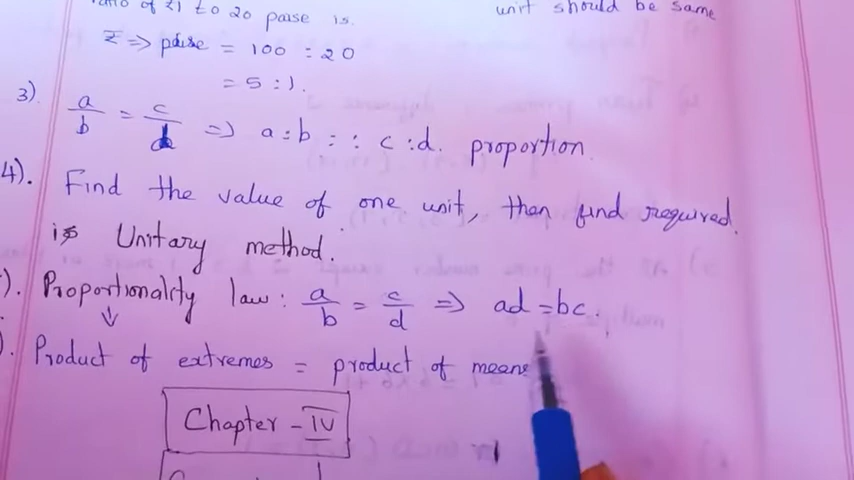 ratio of ₹1 to 20 paise is.
unit should be same
₹ => paise = 100 : 20
= 5 : 1.
3). a/b = c/d => a : b : : c : d. proportion.
4). Find the value of one unit, then find required.
is Unitary method.
). Proportionality law : a/b = c/d => ad = bc.
↓
). Product of extremes = product of means
Chapter - IV